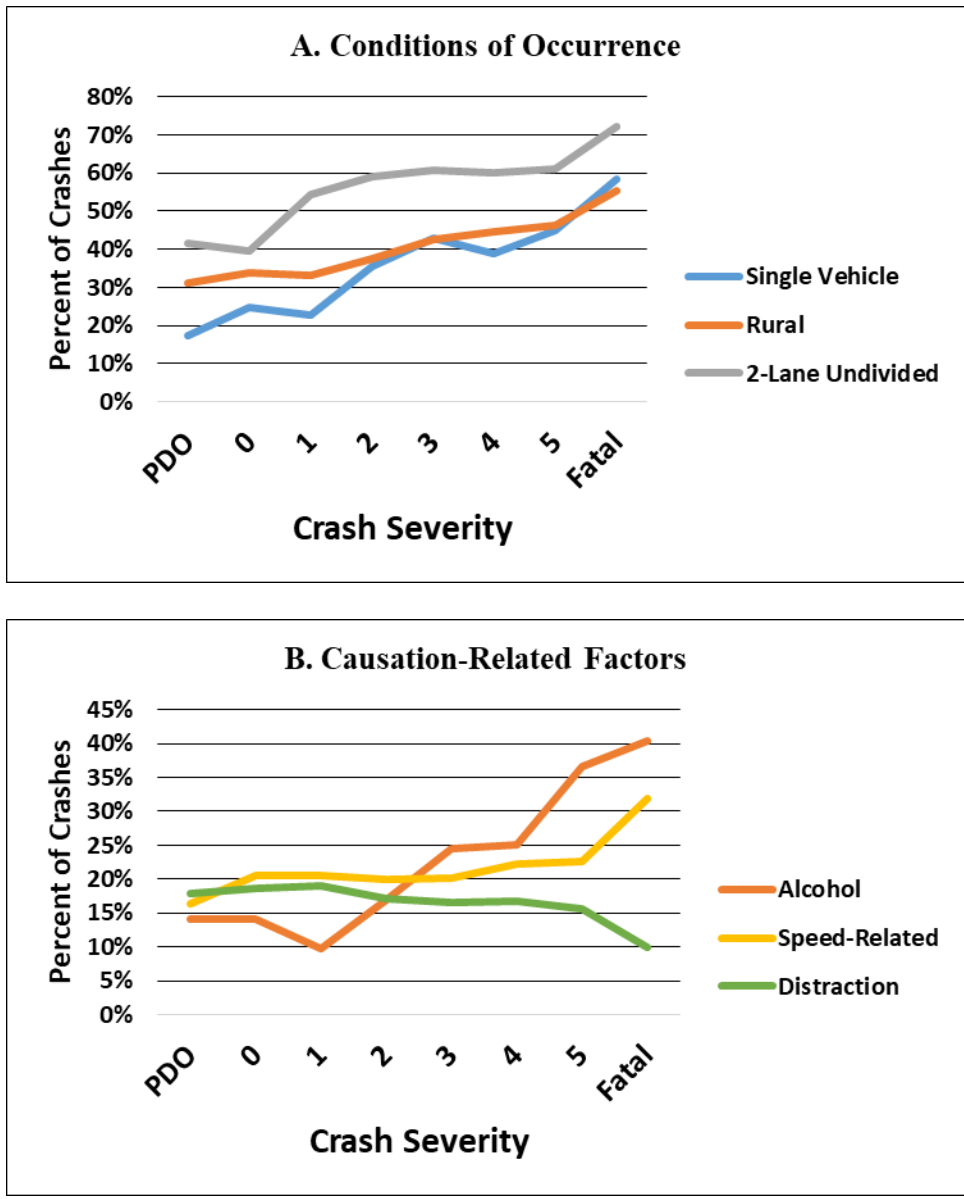 A. Conditions of Occurrence
Percent of Crashes
80%
70%
60%
50%
40%
30%
20%
10%
0%
PDO
0
1
2
3
4
5
Fatal
Crash Severity
Single Vehicle
Rural
2-Lane Undivided
B. Causation-Related Factors
Percent of Crashes
45%
40%
35%
30%
25%
20%
15%
10%
5%
0%
PDO
0
1
2
3
4
5
Fatal
Crash Severity
Alcohol
Speed-Related
Distraction